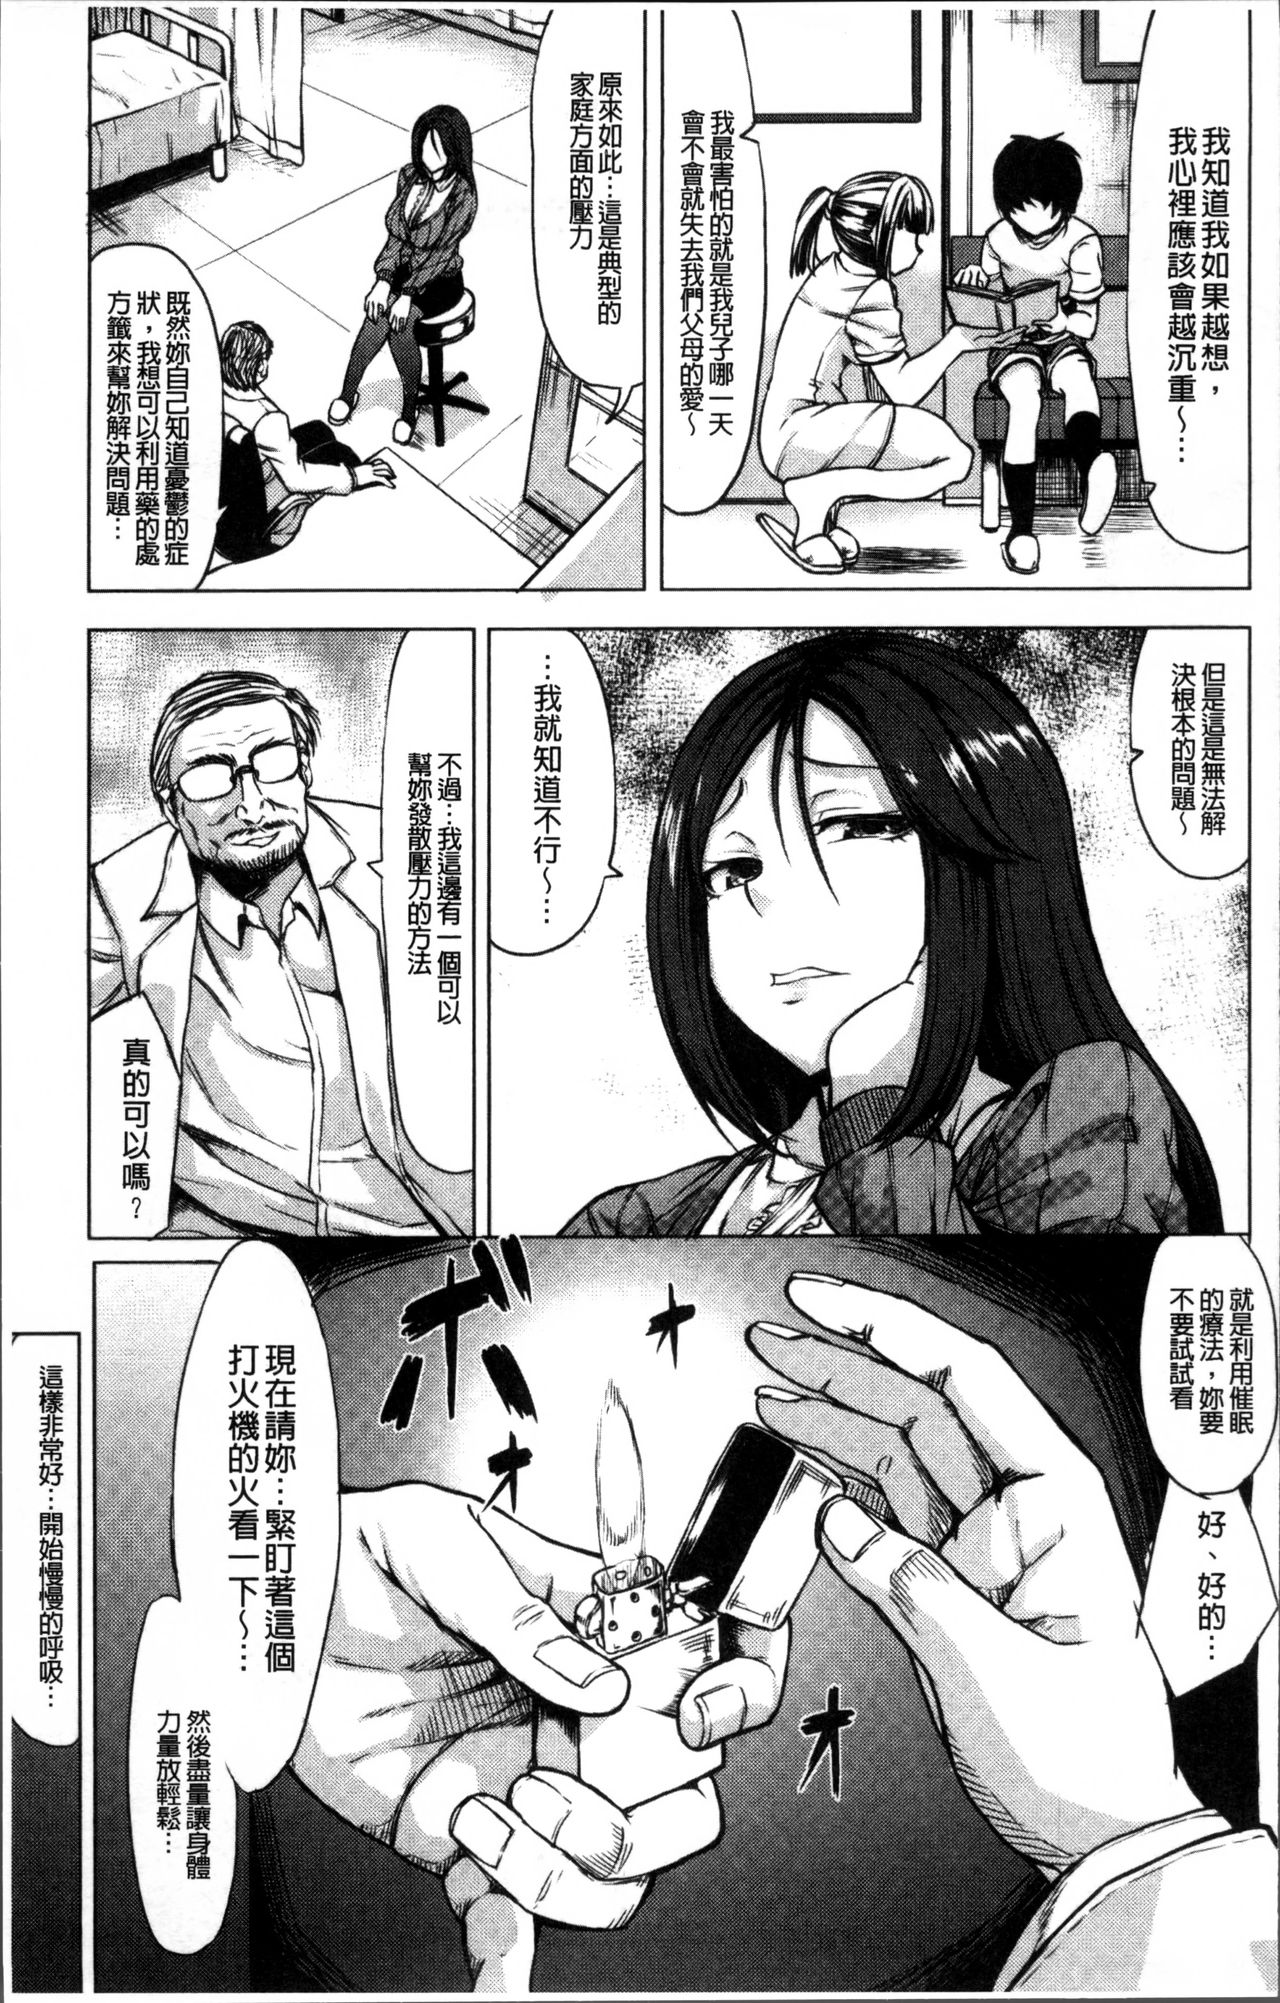 我知道我如果越想，
我心裡應該會越沉
重～…
我最害怕的就是我兒子哪一天
會不會就失去我們父母的愛～
原來如此…這是典型的
家庭方面的壓力
既然妳自己知道憂鬱的症
狀，我想可以利用藥的處
方籤來幫妳解決問題…
但是這是無法解
決根本的問題～
…我就知道不行～…
不過…我這邊有一個可以
幫妳發散壓力的方法
真的可以嗎？
就是利用催眠
的療法，妳要
不要試試看
好、好的…
ボッ
現在請妳…緊盯著這個
打火機的火看一下～…
然後盡量讓身體
力量放輕鬆…
這樣非常好…開始慢慢的呼吸…